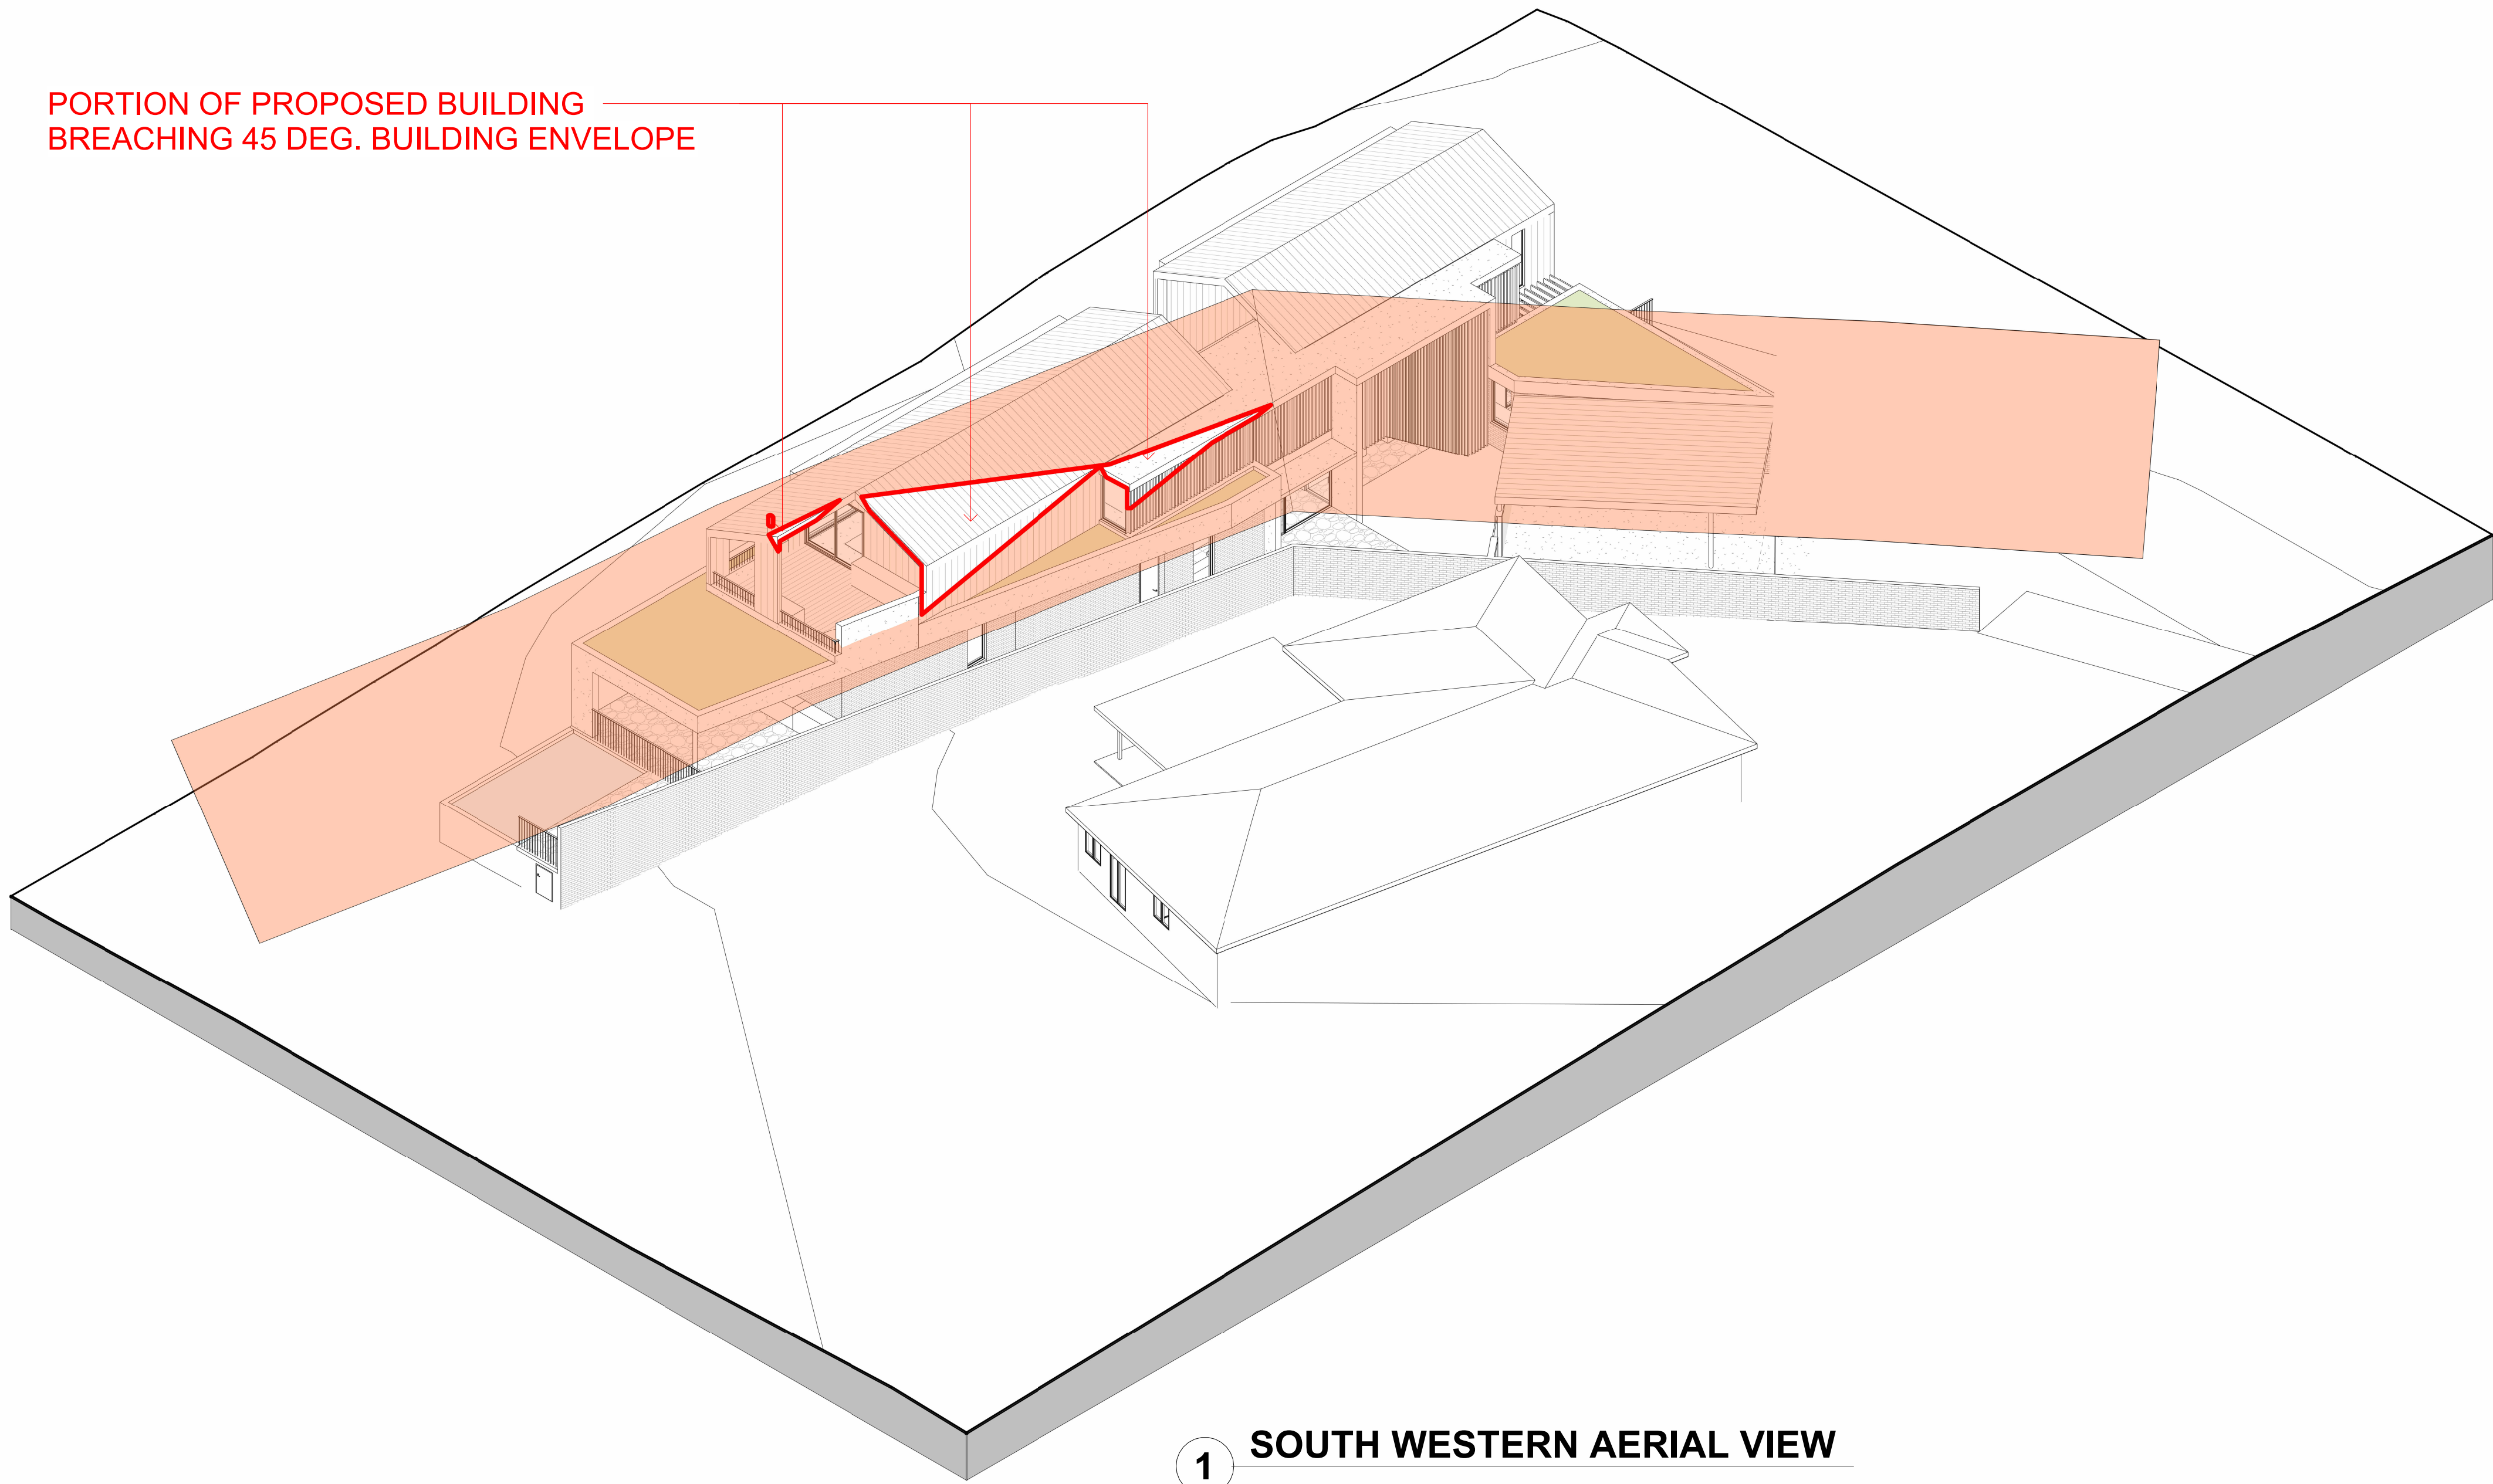 PORTION OF PROPOSED BUILDING
BREACHING 45 DEG. BUILDING ENVELOPE
1 SOUTH WESTERN AERIAL VIEW